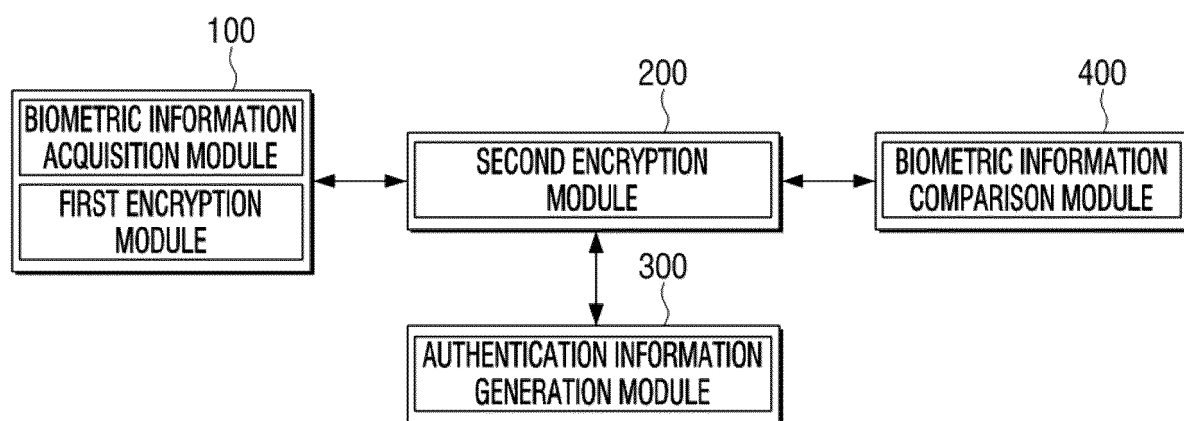 100
BIOMETRIC INFORMATION
ACQUISITION MODULE
FIRST ENCRYPTION
MODULE
200
SECOND ENCRYPTION
MODULE
400
BIOMETRIC INFORMATION
COMPARISON MODULE
300
AUTHENTICATION INFORMATION
GENERATION MODULE